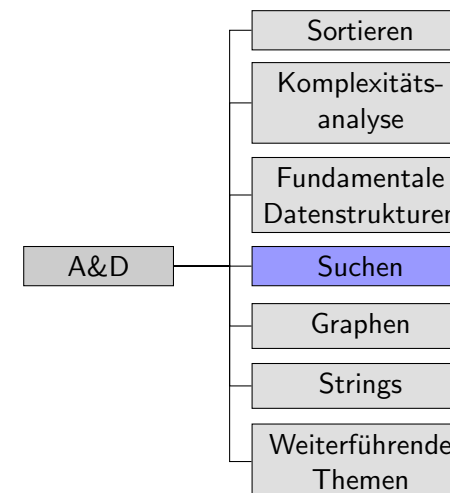 Sortieren
Komplexitäts-
analyse
Fundamentale
Datenstrukturen
A&D
Suchen
Graphen
Strings
Weiterführende
Themen